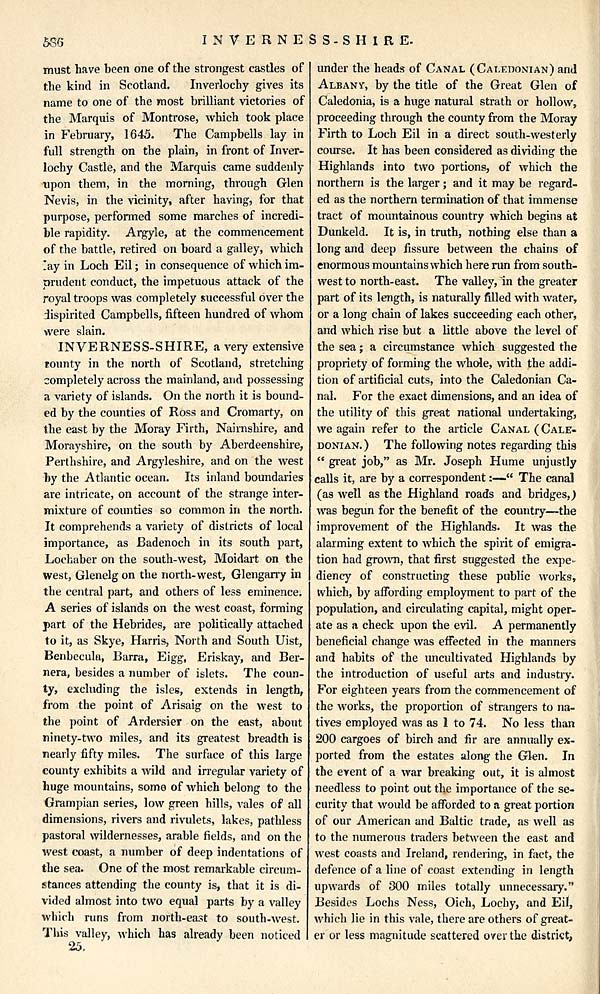 586
INVERNESS-SHIRE.
must have been one of the strongest castles of
the kind in Scotland. Inverlochy gives its
name to one of the most brilliant victories of
the Marquis of Montrose, which took place
in February, 1645. The Campbells lay in
full strength on the plain, in front of Inver-
lochy Castle, and the Marquis came suddenly
upon them, in the morning, through Glen
Nevis, in the vicinity, after having, for that
purpose, performed some marches of incredi-
ble rapidity. Argyle, at the commencement
of the battle, retired on board a galley, which
lay in Loch Eil; in consequence of which im-
prudent conduct, the impetuous attack of the
royal troops was completely successful over the
dispirited Campbells, fifteen hundred of whom
were slain.
INVERNESS-SHIRE, a very extensive
county in the north of Scotland, stretching
completely across the mainland, and possessing
a variety of islands. On the north it is bound-
ed by the counties of Ross and Cromarty, on
the east by the Moray Firth, Nairnshire, and
Morayshire, on the south by Aberdeenshire,
Perthshire, and Argyleshire, and on the west
by the Atlantic ocean. Its inland boundaries
are intricate, on account of the strange inter-
mixture of counties so common in the north.
It comprehends a variety of districts of local
importance, as Badenoch in its south part,
Lochaber on the south-west, Moidart on the
west, Glenelg on the north-west, Glengarry in
the central part, and others of less eminence.
A series of islands on the west coast, forming
part of the Hebrides, are politically attached
to it, as Skye, Harris, North and South Uist,
Benbecula, Barra, Eigg, Eriskay, and Ber-
nera, besides a number of islets. The coun-
ty, excluding the isles, extends in length,
from the point of Arisaig on the west to
the point of Ardersier on the east, about
ninety-two miles, and its greatest breadth is
nearly fifty miles. The surface of this large
county exhibits a wild and irregular variety of
huge mountains, some of which belong to the
Grampian series, low green hills, vales of all
dimensions, rivers and rivulets, lakes, pathless
pastoral wildernesses, arable fields, and on the
west coast, a number of deep indentations of
the sea. One of the most remarkable circum-
stances attending the county is, that it is di-
vided almost into two equal parts by a valley
which runs from north-east to south-west.
This valley, which has already been noticed
25.
under the heads of CANAL (CALEDONIAN) and
ALBANY, by the title of the Great Glen of
Caledonia, is a huge natural strath or hollow,
proceeding through the county from the Moray
Firth to Loch Eil in a direct south-westerly
course. It has been considered as dividing the
Highlands into two portions, of which the
northern is the larger; and it may be regard-
ed as the northern termination of that immense
tract of mountainous country which begins at
Dunkeld. It is, in truth, nothing else than a
long and deep fissure between the chains of
enormous mountains which here run from south-
west to north-east. The valley, in the greater
part of its length, is naturally filled with water,
or a long chain of lakes succeeding each other,
and which rise but a little above the level of
the sea; a circumstance which suggested the
propriety of forming the whole, with the addi-
tion of artificial cuts, into the Caledonian Ca-
nal. For the exact dimensions, and an idea of
the utility of this great national undertaking,
we again refer to the article CANAL (CALE-
DONIAN.) The following notes regarding this
" great job," as Mr. Joseph Hume unjustly
calls it, are by a correspondent:—" The canal
(as well as the Highland roads and bridges,)
was begun for the benefit of the country—the
improvement of the Highlands. It was the
alarming extent to which the spirit of emigra-
tion had grown, that first suggested the expe-
diency of constructing these public works,
which, by affording employment to part of the
population, and circulating capital, might oper-
ate as a check upon the evil. A permanently
beneficial change was effected in the manners
and habits of the uncultivated Highlands by
the introduction of useful arts and industry.
For eighteen years from the commencement of
the works, the proportion of strangers to na-
tives employed was as 1 to 74. No less than
200 cargoes of birch and fir are annually ex-
ported from the estates along the Glen. In
the event of a war breaking out, it is almost
needless to point out the importance of the se-
curity that would be afforded to a great portion
of our American and Baltic trade, as well as
to the numerous traders between the east and
west coasts and Ireland, rendering, in fact, the
defence of a line of coast extending in length
upwards of 300 miles totally unnecessary."
Besides Lochs Ness, Oich, Lochy, and Eil,
which lie in this vale, there are others of great-
er or less magnitude scattered over the district,